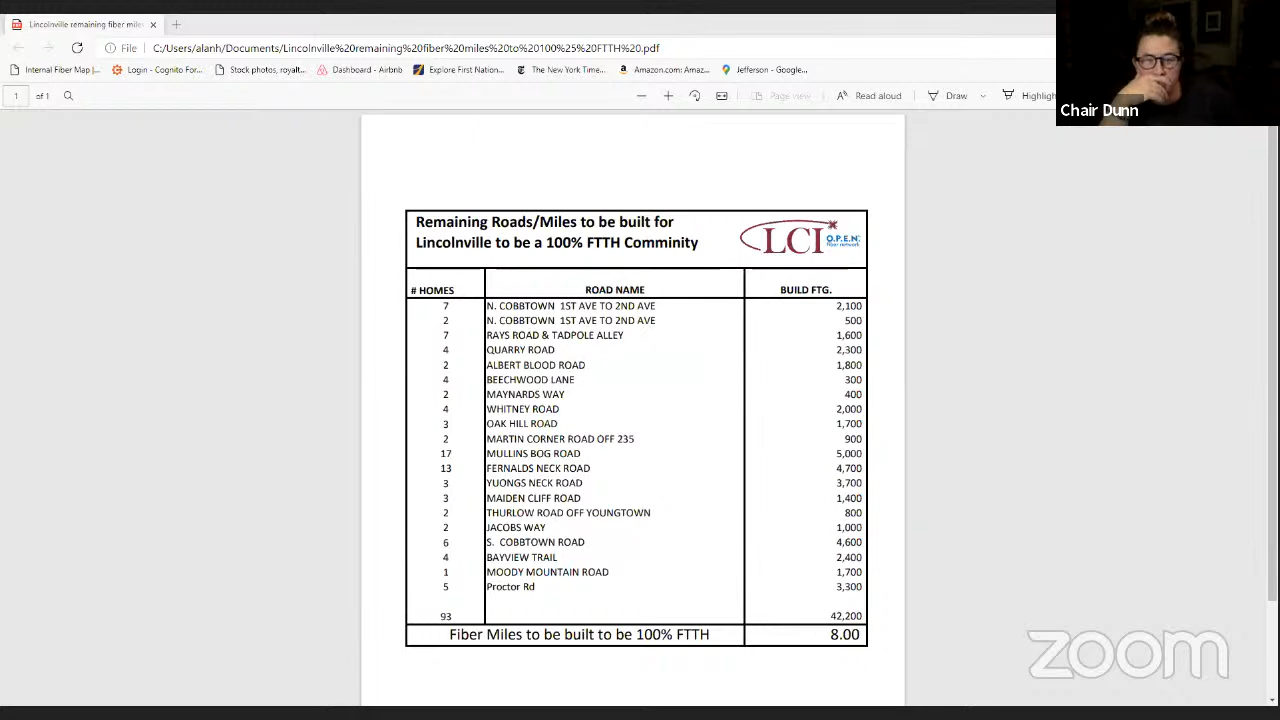 Lincolnville remaining fiber mile
File C:/Users/alanh/Documents/Lincolnville%20remaining%20fiber%20miles%20to%20100%25%20FTTH%20.pdf
Internal Fiber Map |... Login - Cognito For... Stock photos, royalt... Dashboard - Airbnb Explore First Nation... The New York Time... Amazon.com: Amaz... Jefferson - Google...
1 of 1 Page view Read aloud Draw Highligh
Chair Dunn
Remaining Roads/Miles to be built for
Lincolnville to be a 100% FTTH Comminity
LCI O.P.E.N.
fiber network
# HOMES ROAD NAME BUILD FTG.
7 N. COBBTOWN 1ST AVE TO 2ND AVE 2,100
2 N. COBBTOWN 1ST AVE TO 2ND AVE 500
7 RAYS ROAD & TADPOLE ALLEY 1,600
4 QUARRY ROAD 2,300
2 ALBERT BLOOD ROAD 1,800
4 BEECHWOOD LANE 300
2 MAYNARDS WAY 400
4 WHITNEY ROAD 2,000
3 OAK HILL ROAD 1,700
2 MARTIN CORNER ROAD OFF 235 900
17 MULLINS BOG ROAD 5,000
13 FERNALDS NECK ROAD 4,700
3 YUONGS NECK ROAD 3,700
3 MAIDEN CLIFF ROAD 1,400
2 THURLOW ROAD OFF YOUNGTOWN 800
2 JACOBS WAY 1,000
6 S. COBBTOWN ROAD 4,600
4 BAYVIEW TRAIL 2,400
1 MOODY MOUNTAIN ROAD 1,700
5 Proctor Rd 3,300
93 42,200
Fiber Miles to be built to be 100% FTTH 8.00
zoom